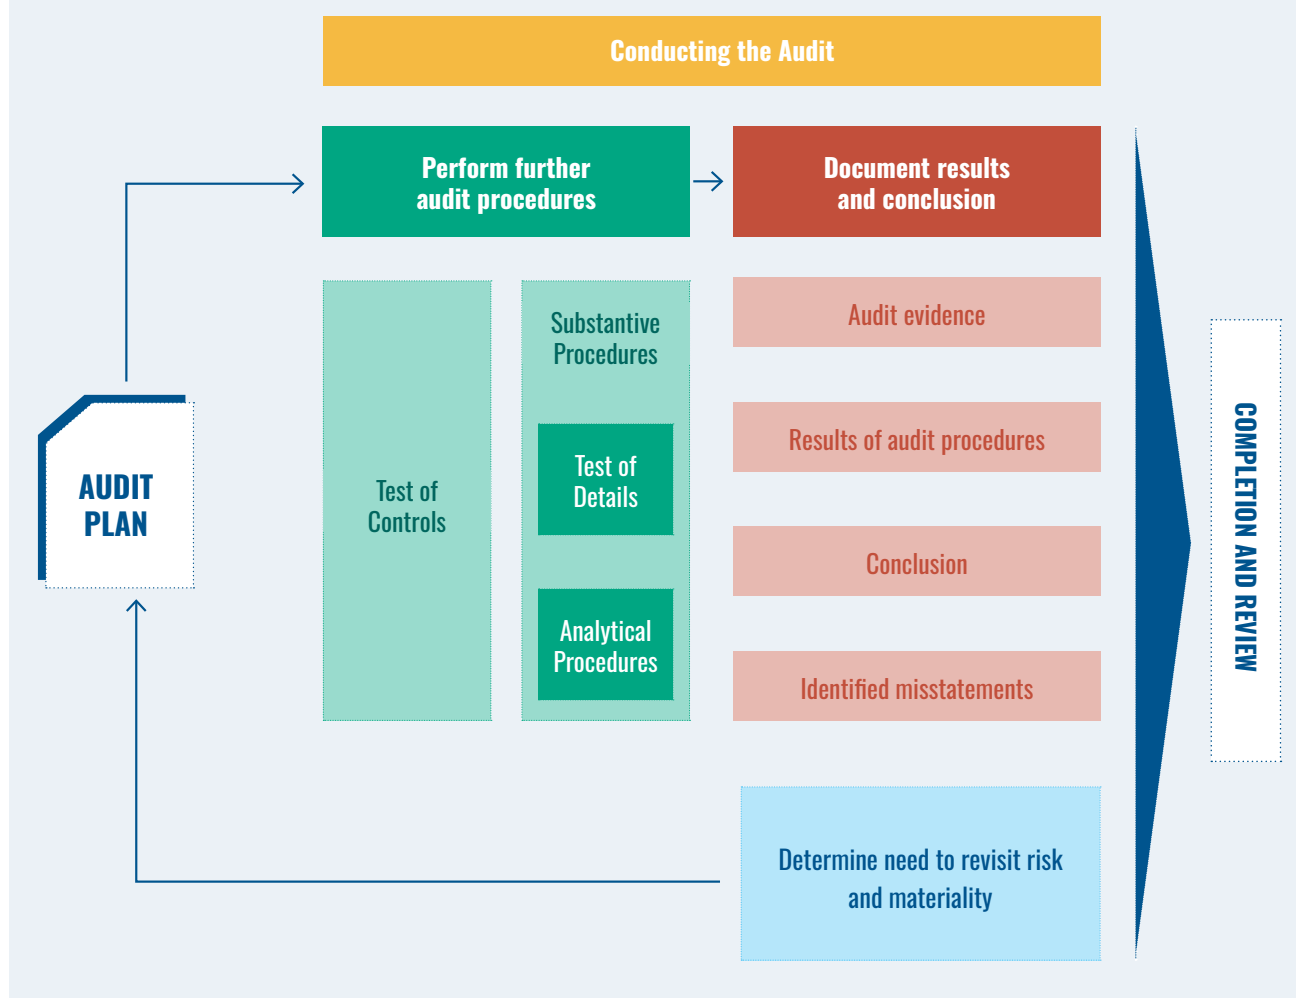 Conducting the Audit
Perform further
audit procedures
Document results
and conclusion
Test of
Controls
Substantive
Procedures
Test of
Details
Analytical
Procedures
Audit evidence
Results of audit procedures
Conclusion
Identified misstatements
AUDIT
PLAN
Determine need to revisit risk
and materiality
COMPLETION AND REVIEW